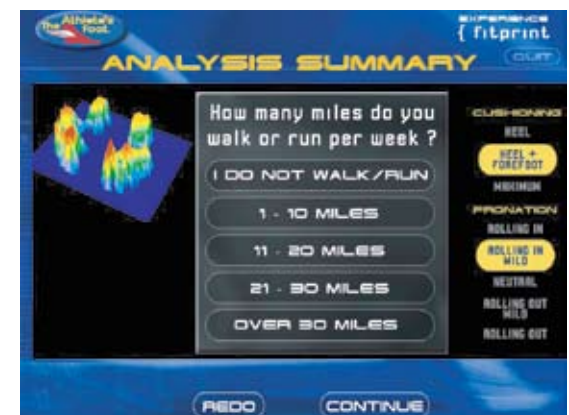 The Athlete's Foot.
EXPERIENCE
{ fitprint
QUIT
ANALYSIS SUMMARY
How many miles do you
walk or run per week ?
I DO NOT WALK/RUN
1 - 10 MILES
11 - 20 MILES
21 - 30 MILES
OVER 30 MILES
CUSHIONING
HEEL
HEEL +
FOREFOOT
MAXIMUM
PRONATION
ROLLING IN
ROLLING IN
MILD
NEUTRAL
ROLLING OUT
MILD
ROLLING OUT
REDO
CONTINUE